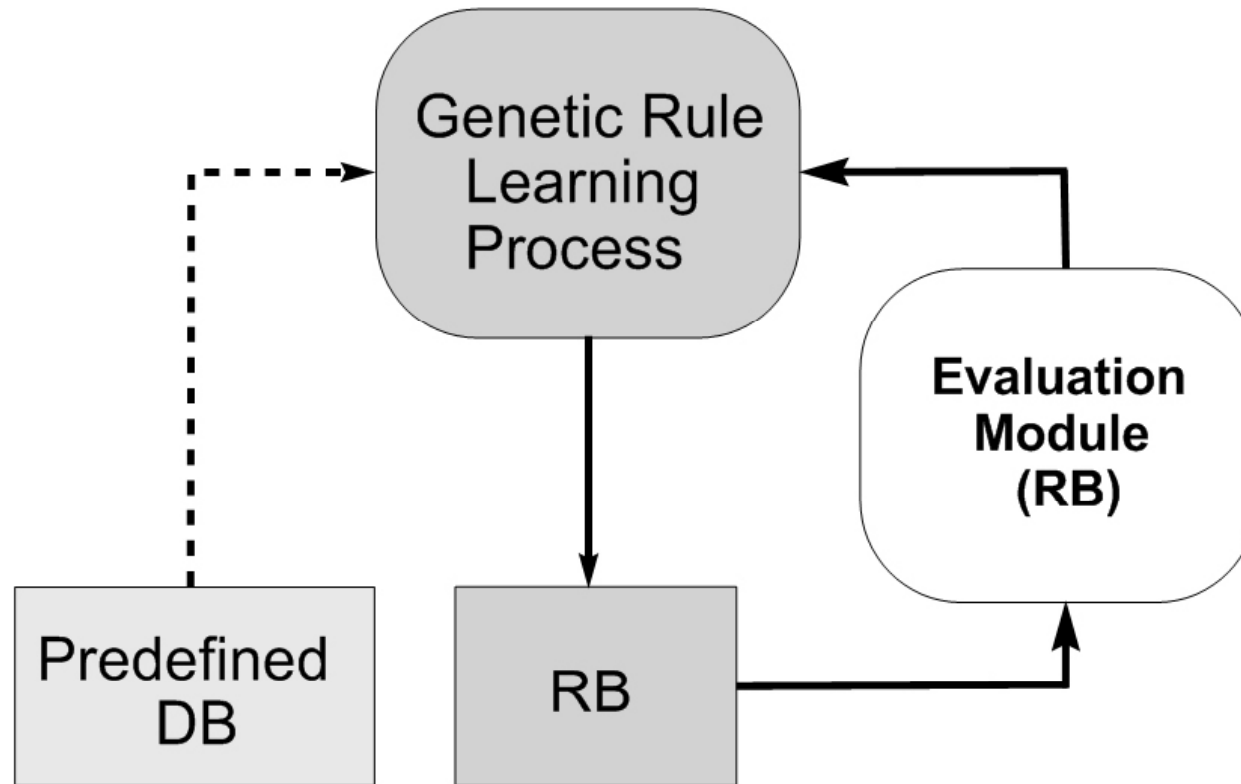 Genetic Rule
Learning
Process
Evaluation
Module
(RB)
Predefined
DB
RB